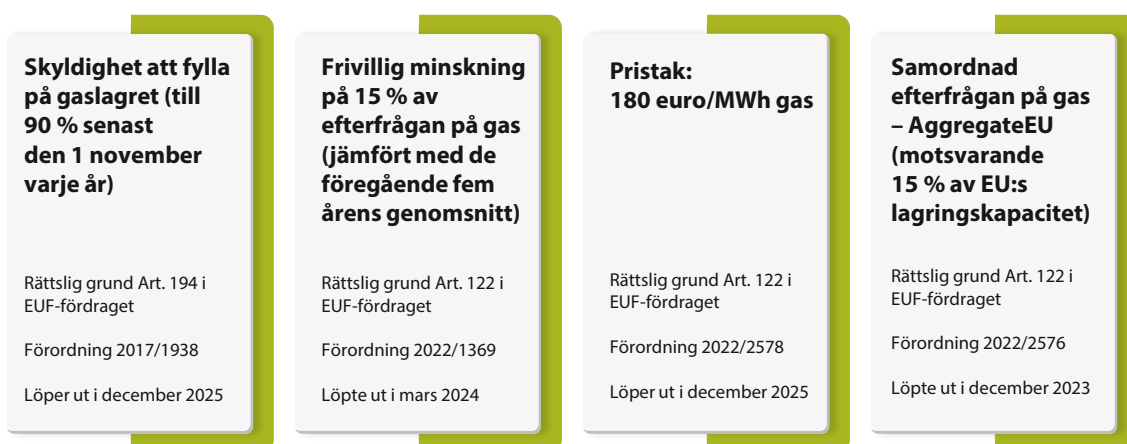 Skyldighet att fylla
på gaslagret (till
90 % senast
den 1 november
varje år)
Rättslig grund Art. 194 i
EUF-fördraget
Förordning 2017/1938
Löper ut i december 2025
Frivillig minskning
på 15 % av
efterfrågan på gas
(jämfört med de
föregående fem
årens genomsnitt)
Rättslig grund Art. 122 i
EUF-fördraget
Förordning 2022/1369
Löpte ut i mars 2024
Pristak:
180 euro/MWh gas
Rättslig grund Art. 122 i
EUF-fördraget
Förordning 2022/2578
Löper ut i december 2025
Samordnad
efterfrågan på gas
– AggregateEU
(motsvarande
15 % av EU:s
lagringskapacitet)
Rättslig grund Art. 122 i
EUF-fördraget
Förordning 2022/2576
Löpte ut i december 2023